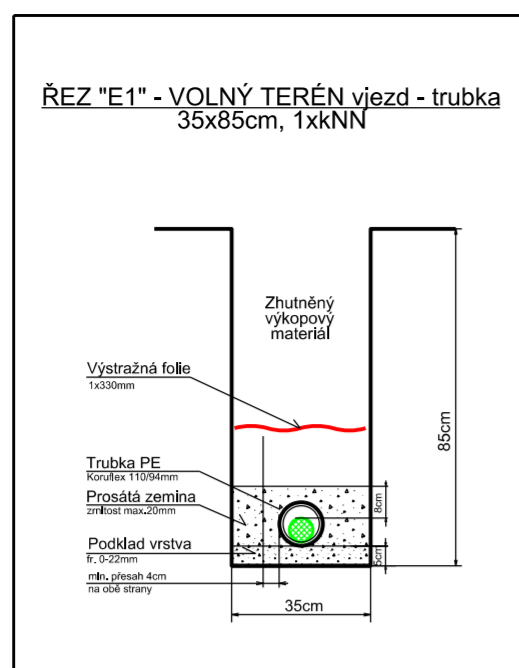 ŘEZ "E1" - VOLNÝ TERÉN vjezd - trubka
35x85cm, 1xkNN
Zhutněný
výkopový
materiál
Výstražná folie
1x330mm
85cm
Trubka PE
Koruflex 110/94mm
8cm
Prosátá zemina
zrnitost max.20mm
Podklad vrstva
fr. 0-22mm
5cm
min. přesah 4cm
na obě strany
35cm